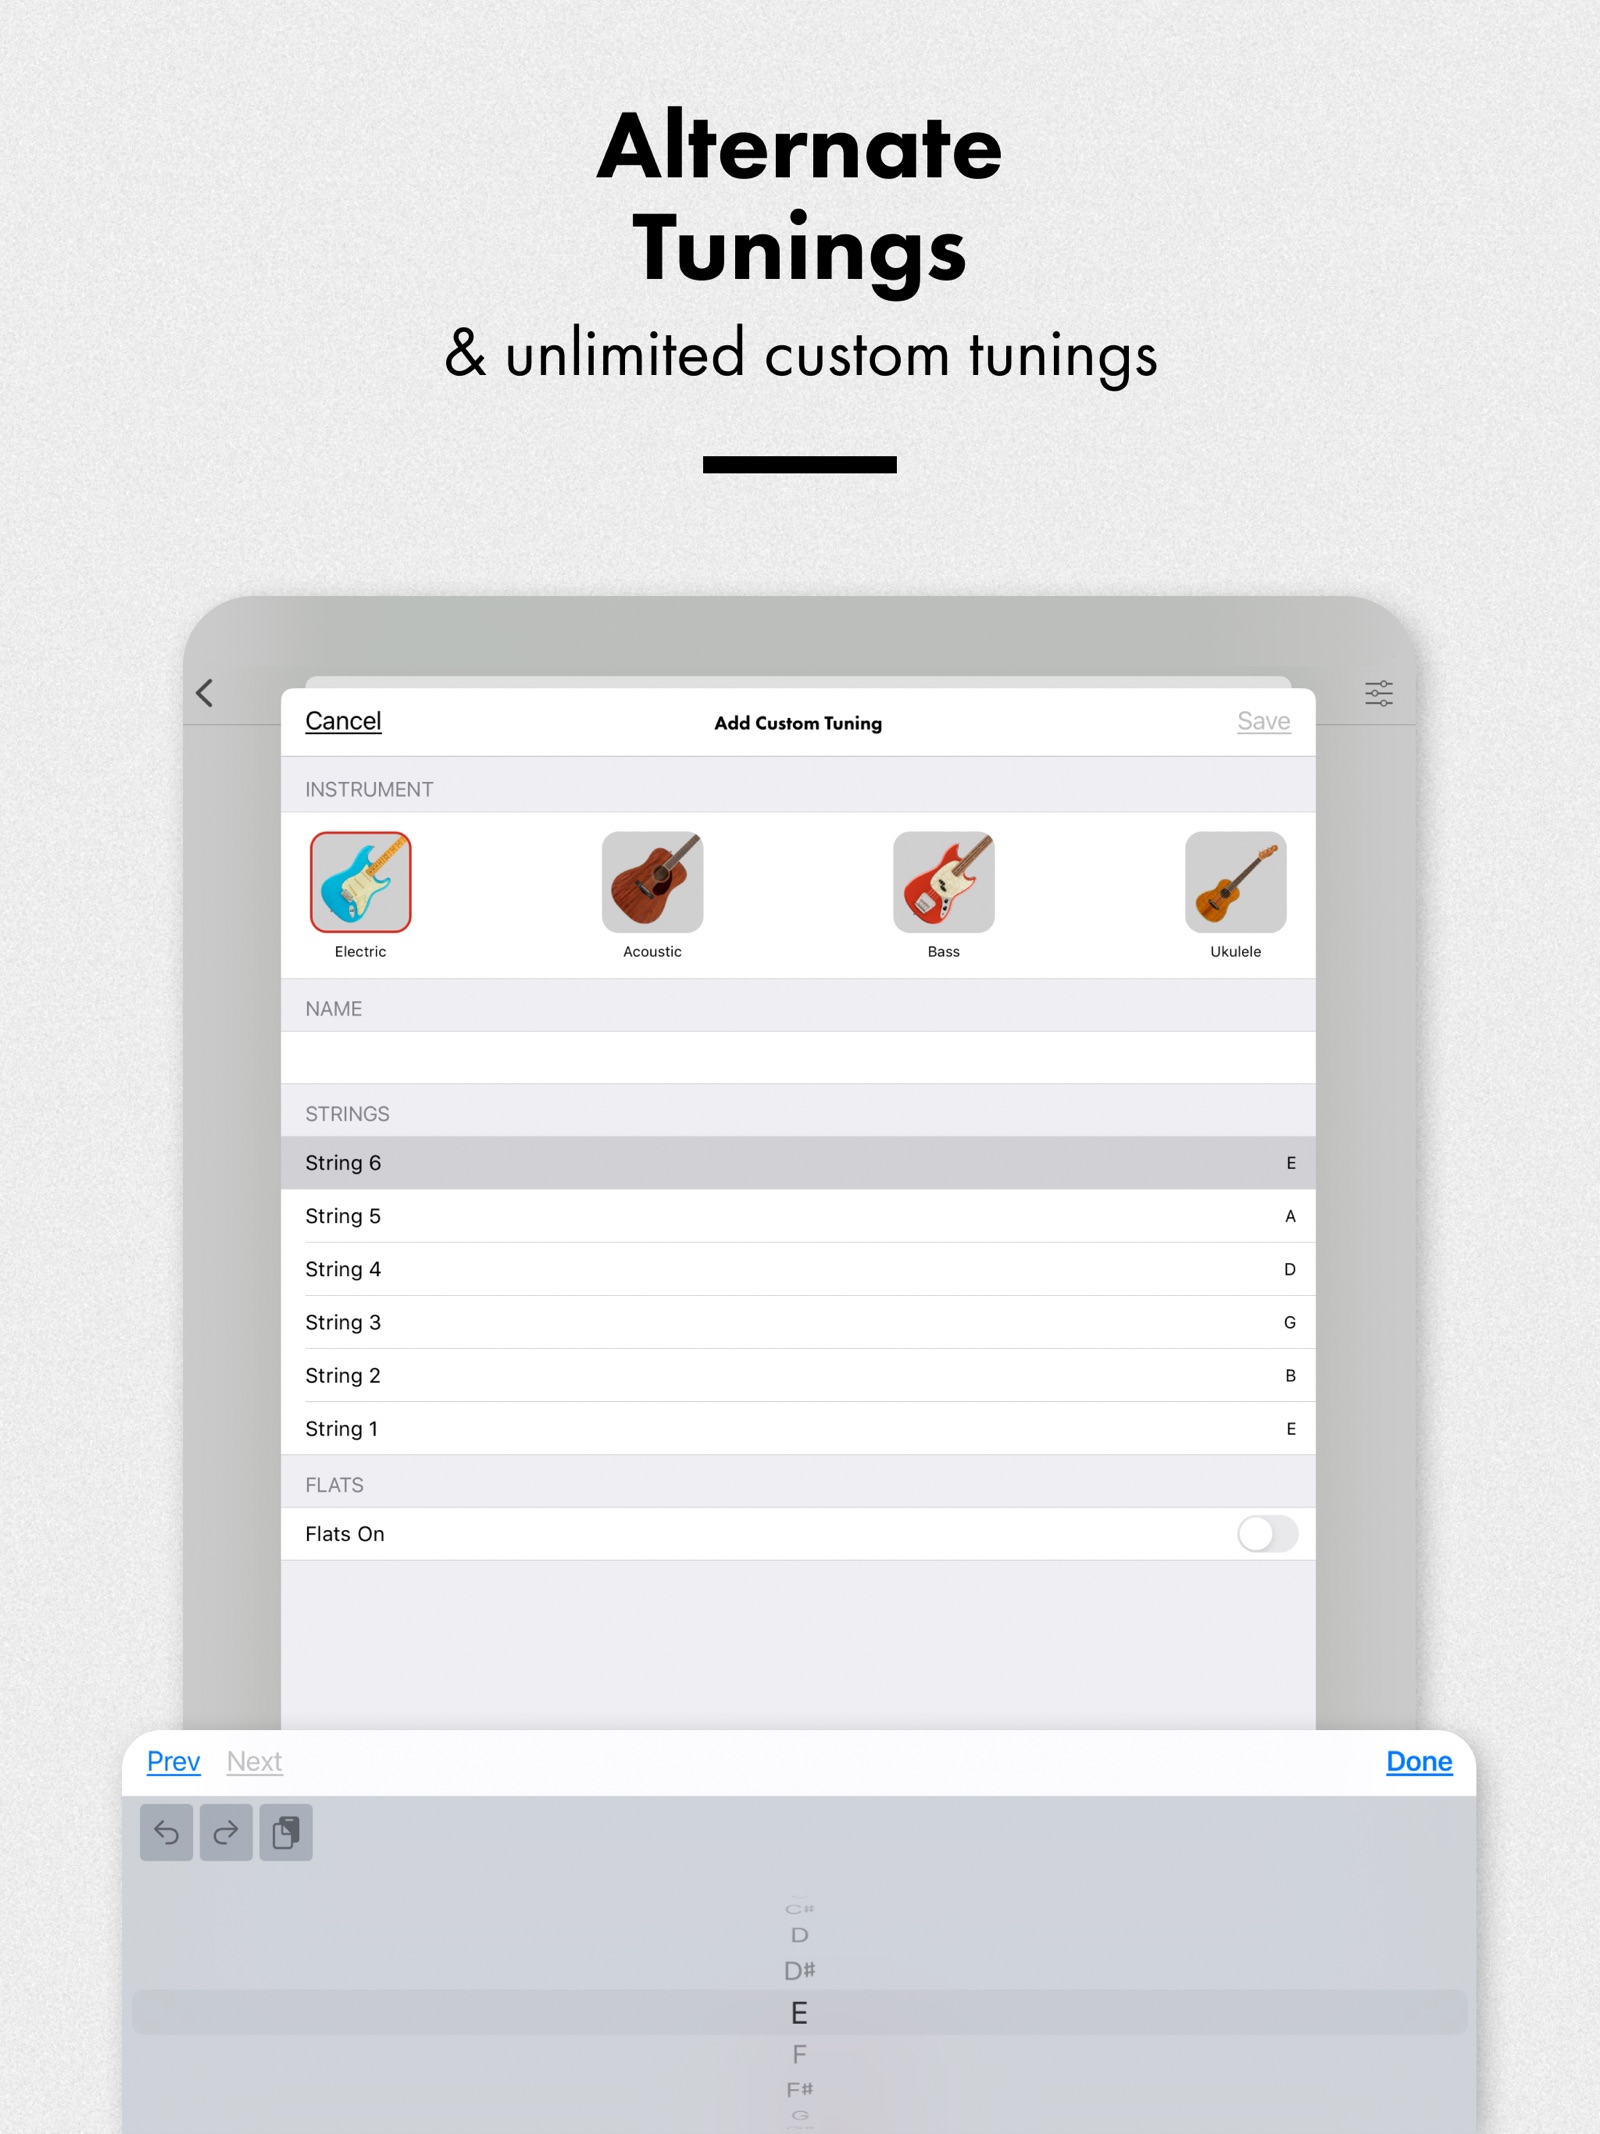 Alternate
Tunings
& unlimited custom tunings
Cancel
Add Custom Tuning
Save
INSTRUMENT
Electric
Acoustic
Bass
Ukulele
NAME
STRINGS
String 6
E
String 5
A
String 4
D
String 3
G
String 2
B
String 1
E
FLATS
Flats On
Prev
Next
Done
C#
D
D#
E
F
F#
G